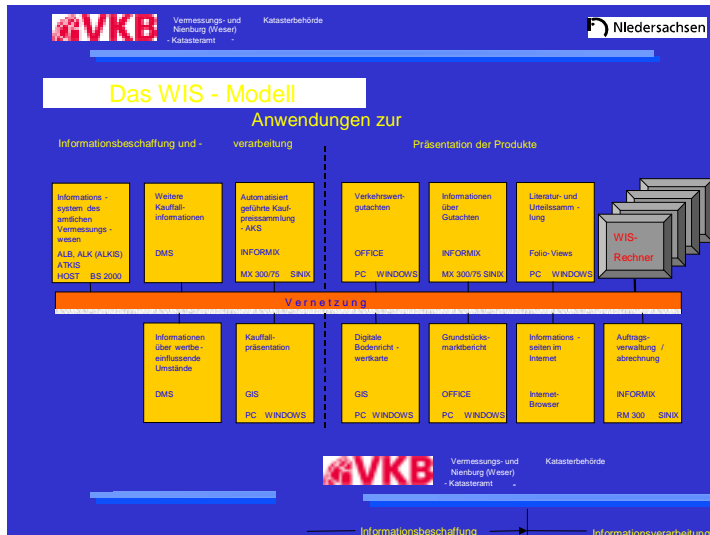 VKB
Vermessungs- und Katasterbehörde
Nienburg (Weser)
- Katasteramt -
Niedersachsen
Das WIS - Modell
Anwendungen zur
Informationsbeschaffung und - verarbeitung
Präsentation der Produkte
Informations -
system des
amtlichen
Vermessungs -
wesen
ALB, ALK (ALKIS)
ATKIS
HOST BS 2000
Weitere
Kauffall-
informationen
DMS
Automatisiert
geführte Kauf-
preissammlung
- AKS
INFORMIX
MX 300/75 SINIX
Verkehrswert-
gutachten
OFFICE
PC WINDOWS
Informationen
über
Gutachten
INFORMIX
MX 300/75 SINIX
Literatur- und
Urteilssamm -
lung
Folio-Views
PC WINDOWS
WIS-
Rechner
Vernetzung
Informationen
über wertbe-
einflussende
Umstände
DMS
Kauffall-
präsentation
GIS
PC WINDOWS
Digitale
Bodenricht -
wertkarte
GIS
PC WINDOWS
Grundstücks-
marktbericht
OFFICE
PC WINDOWS
Informations -
seiten im
Internet
Internet-
Browser
Auftrags-
verwaltung /
abrechnung
INFORMIX
RM 300 SINIX
VKB
Vermessungs- und Katasterbehörde
Nienburg (Weser)
- Katasteramt -
Informationsbeschaffung
Informationsverarbeitung